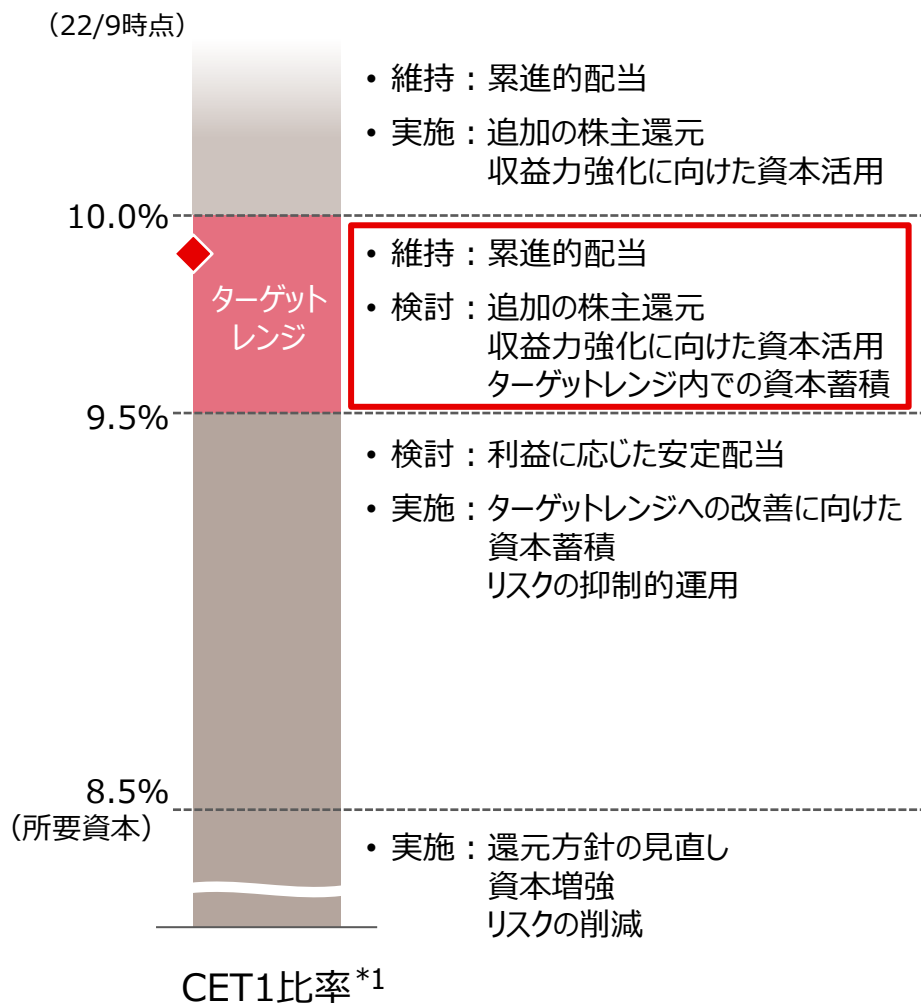 （22/9時点）
• 維持：累進的配当
• 実施：追加の株主還元
収益力強化に向けた資本活用
10.0%
• 維持：累進的配当
• 検討：追加の株主還元
収益力強化に向けた資本活用
ターゲットレンジ内での資本蓄積
ターゲット
レンジ
9.5%
• 検討：利益に応じた安定配当
• 実施：ターゲットレンジへの改善に向けた
資本蓄積
リスクの抑制的運用
8.5%
（所要資本）
• 実施：還元方針の見直し
資本増強
リスクの削減
CET1比率*1